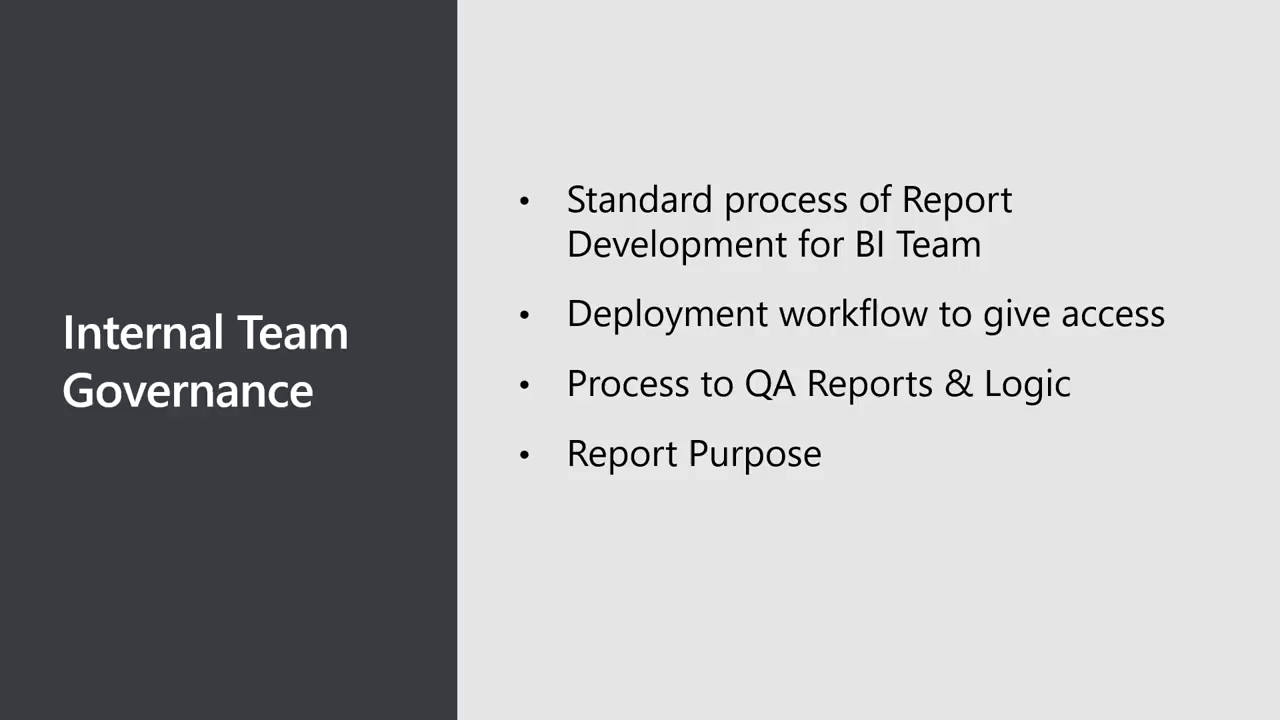 Internal Team
Governance
• Standard process of Report
Development for BI Team
• Deployment workflow to give access
• Process to QA Reports & Logic
• Report Purpose